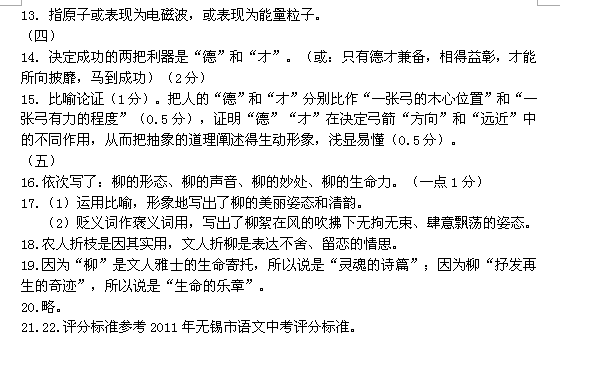 13. 指原子或表现为电磁波，或表现为能量粒子。
（四）
14. 决定成功的两把利器是“德”和“才”。（或：只有德才兼备，相得益彰，才能
所向披靡，马到成功）（2分）
15. 比喻论证（1分）。把人的“德”和“才”分别比作“一张弓的木心位置”和“一
张弓有力的程度”（0.5分），证明“德”“才”在决定弓箭“方向”和“远近”中
的不同作用，从而把抽象的道理阐述得生动形象，浅显易懂（0.5分）。
（五）
16.依次写了：柳的形态、柳的声音、柳的妙处、柳的生命力。（一点1分）
17.（1）运用比喻，形象地写出了柳的美丽姿态和清韵。
（2）贬义词作褒义词用，写出了柳絮在风的吹拂下无拘无束、肆意飘荡的姿态。
18.农人折枝是因其实用，文人折柳是表达不舍、留恋的情思。
19.因为“柳”是文人雅士的生命寄托，所以说是“灵魂的诗篇”；因为柳“抒发再
生的奇迹”，所以说是“生命的乐章”。
20.略。
21.22.评分标准参考2011年无锡市语文中考评分标准。